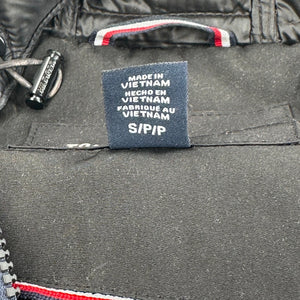 MADE IN
VIETNAM
HECHO EN
VIETNAM
FABRIQUÉ AU
VIETNAM
S/P/P